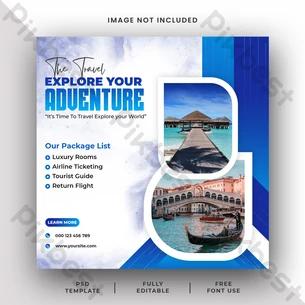 IMAGE NOT INCLUDED
The Travel
EXPLORE YOUR
ADVENTURE
"It's Time To Travel Explore your World"
Our Package List
Luxury Rooms
Airline Ticketing
Tourist Guide
Return Flight
LEARN MORE
000 123 456 789
www.yoursite.com
PSD
TEMPLATE
FULLY
EDITABLE
FREE
FONT USE